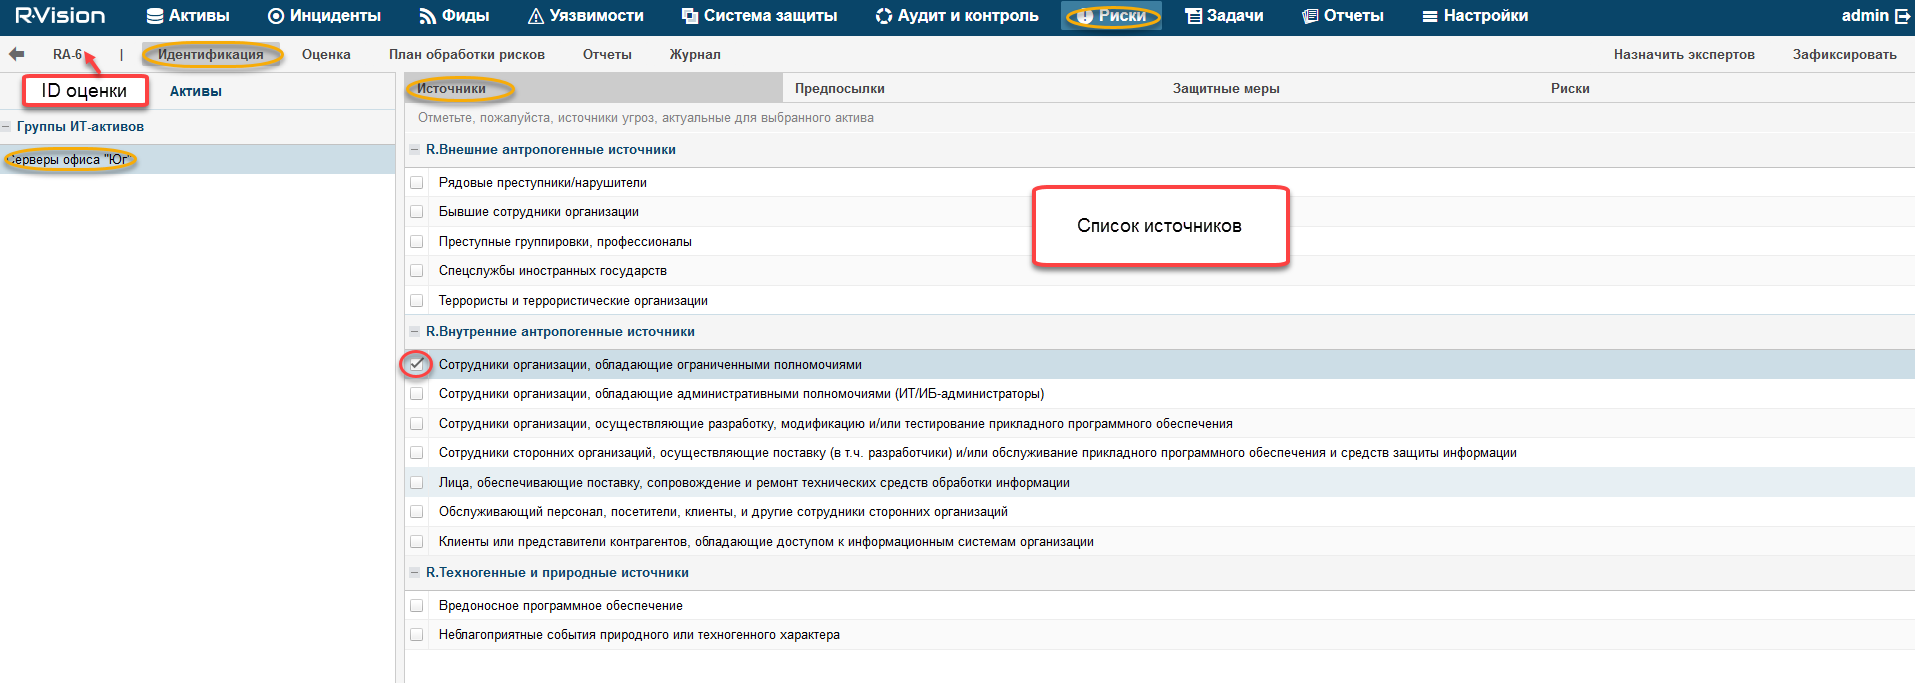 R·Vision Активы Инциденты Фиды Уязвимости Система защиты Аудит и контроль Риски Задачи Отчеты Настройки admin
RA-6 | Идентификация Оценка План обработки рисков Отчеты Журнал Назначить экспертов Зафиксировать
ID оценки Активы
Группы ИТ-активов
Серверы офиса "Юг"
Источники Предпосылки Защитные меры Риски
Отметьте, пожалуйста, источники угроз, актуальные для выбранного актива
R.Внешние антропогенные источники
Рядовые преступники/нарушители
Бывшие сотрудники организации
Список источников
Преступные группировки, профессионалы
Спецслужбы иностранных государств
Террористы и террористические организации
R.Внутренние антропогенные источники
Сотрудники организации, обладающие ограниченными полномочиями
Сотрудники организации, обладающие административными полномочиями (ИТ/ИБ-администраторы)
Сотрудники организации, осуществляющие разработку, модификацию и/или тестирование прикладного программного обеспечения
Сотрудники сторонних организаций, осуществляющие поставку (в т.ч. разработчики) и/или обслуживание прикладного программного обеспечения и средств защиты информации
Лица, обеспечивающие поставку, сопровождение и ремонт технических средств обработки информации
Обслуживающий персонал, посетители, клиенты, и другие сотрудники сторонних организаций
Клиенты или представители контрагентов, обладающие доступом к информационным системам организации
R.Техногенные и природные источники
Вредоносное программное обеспечение
Неблагоприятные события природного или техногенного характера